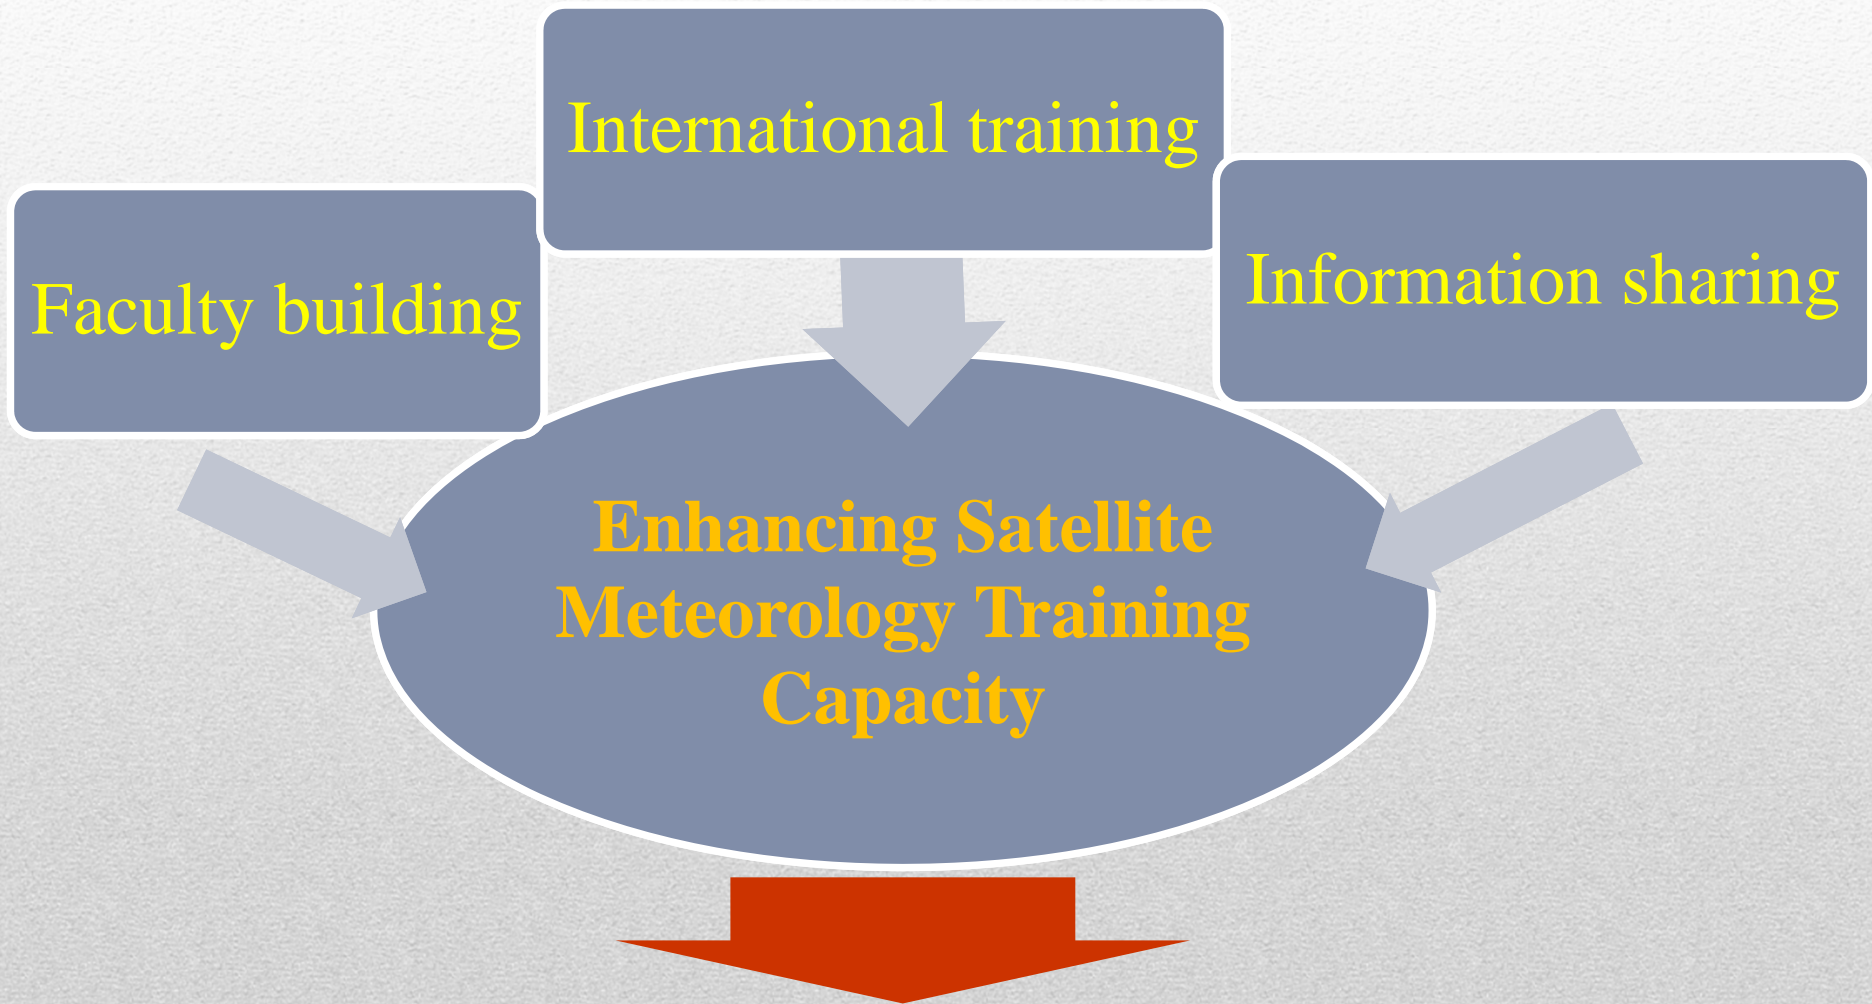 International training
Faculty building
Information sharing
Enhancing Satellite
Meteorology Training
Capacity